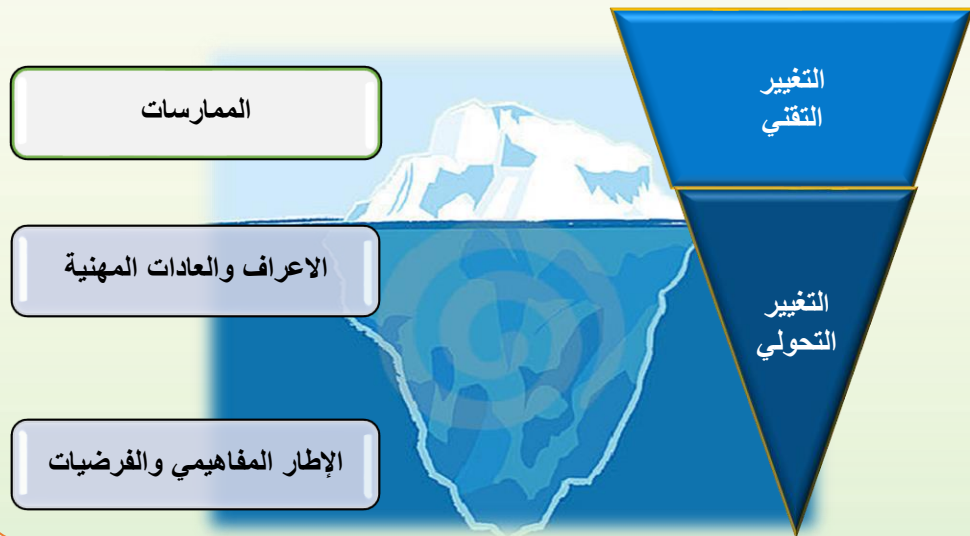 التغيير
التقني
الممارسات
الاعراف والعادات المهنية
التغيير
التحولي
الإطار المفاهيمي والفرضيات